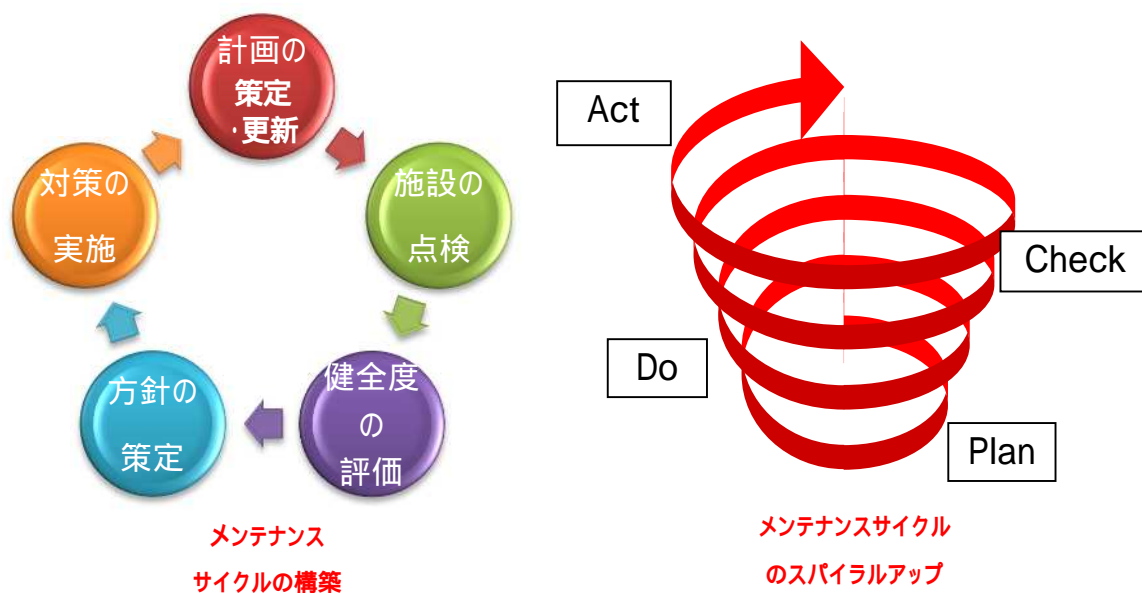 計画の
策定
・更新
施設の
点検
健全度
の
評価
方針の
策定
対策の
実施
メンテナンス
サイクルの構築
Act
Check
Do
Plan
メンテナンスサイクル
のスパイラルアップ